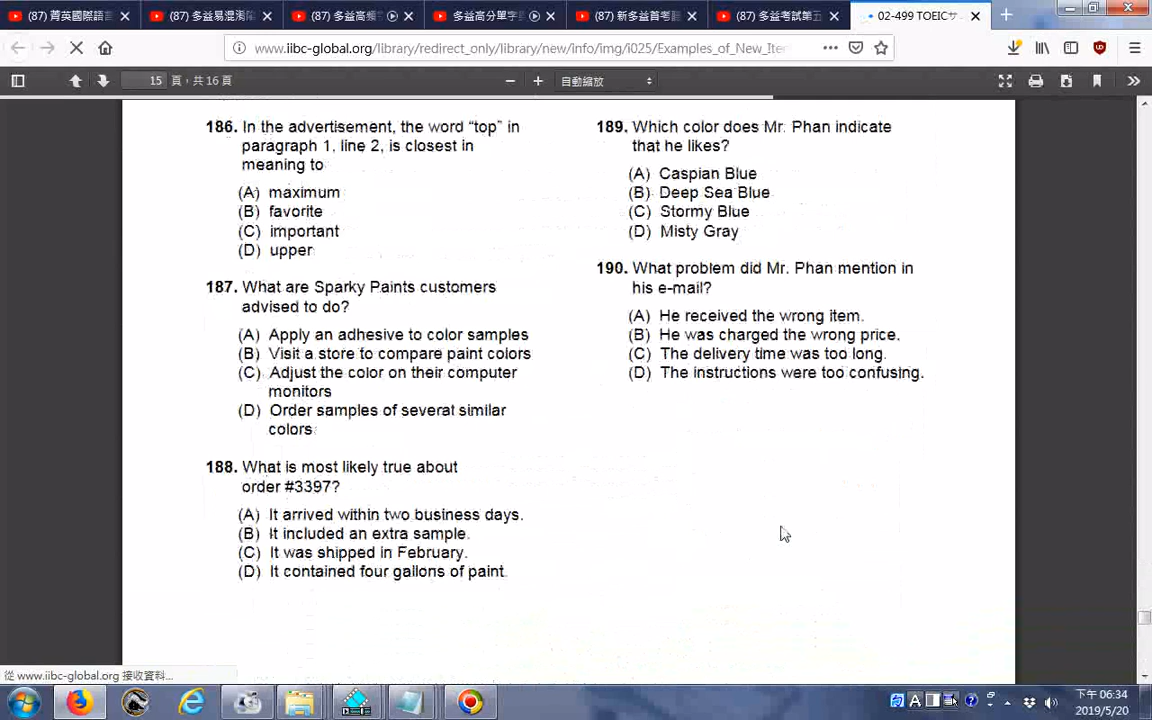 (87) 菁英國際語言
(87) 多益易混淆
(87) 多益高頻
多益高分單字
(87) 新多益首考
(87) 多益考試第五
02-499 TOEICサ
www.iibc-global.org/library/redirect_only/library/new/info/img/i025/Examples_of_New_Ite
15 頁，共 16 頁
自動縮放
186. In the advertisement, the word “top” in
paragraph 1, line 2, is closest in
meaning to
(A) maximum
(B) favorite
(C) important
(D) upper
187. What are Sparky Paints customers
advised to do?
(A) Apply an adhesive to color samples
(B) Visit a store to compare paint colors
(C) Adjust the color on their computer
monitors
(D) Order samples of several similar
colors
188. What is most likely true about
order #3397?
(A) It arrived within two business days.
(B) It included an extra sample.
(C) It was shipped in February.
(D) It contained four gallons of paint.
189. Which color does Mr. Phan indicate
that he likes?
(A) Caspian Blue
(B) Deep Sea Blue
(C) Stormy Blue
(D) Misty Gray
190. What problem did Mr. Phan mention in
his e-mail?
(A) He received the wrong item.
(B) He was charged the wrong price.
(C) The delivery time was too long.
(D) The instructions were too confusing.
從 www.iibc-global.org 接收資料...
下午 06:34
2019/5/20